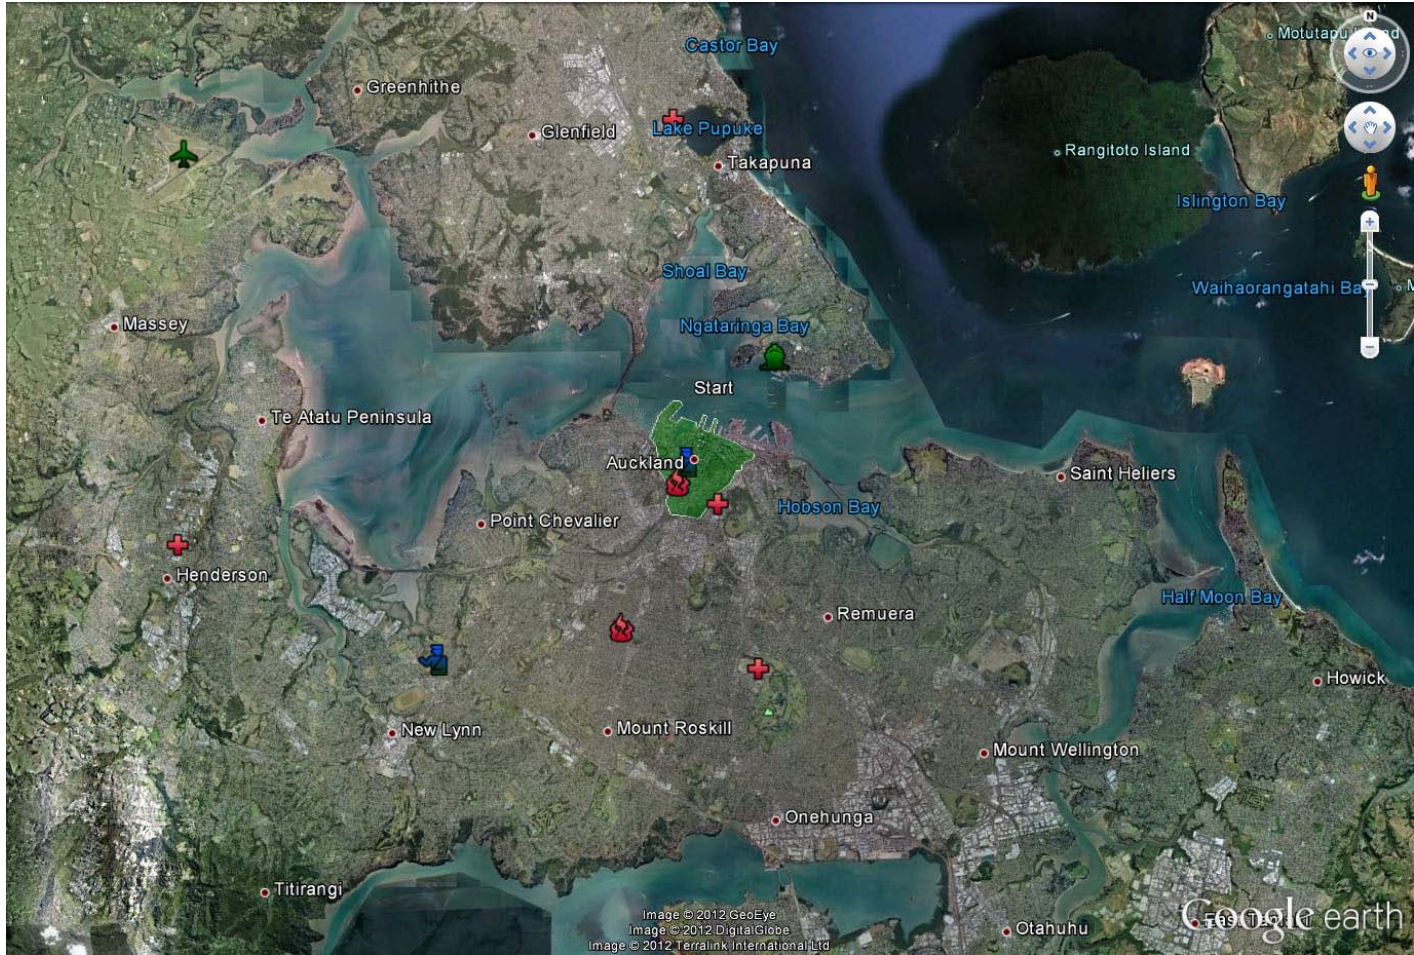 Castor Bay
Motutapu Island
N
Greenhithe
Glenfield
Lake Pupuke
Takapuna
Rangitoto Island
Islington Bay
Shoal Bay
Waihaorangatahi Ba
M
Massey
Ngataringa Bay
Start
Te Atatu Peninsula
Auckland
Saint Heliers
Hobson Bay
Point Chevalier
Henderson
Half Moon Bay
Remuera
Howick
New Lynn
Mount Roskill
Mount Wellington
Onehunga
Titirangi
Image © 2012 GeoEye
Image © 2012 DigitalGlobe
Image © 2012 Terralink International Ltd
Otahuhu
Google earth